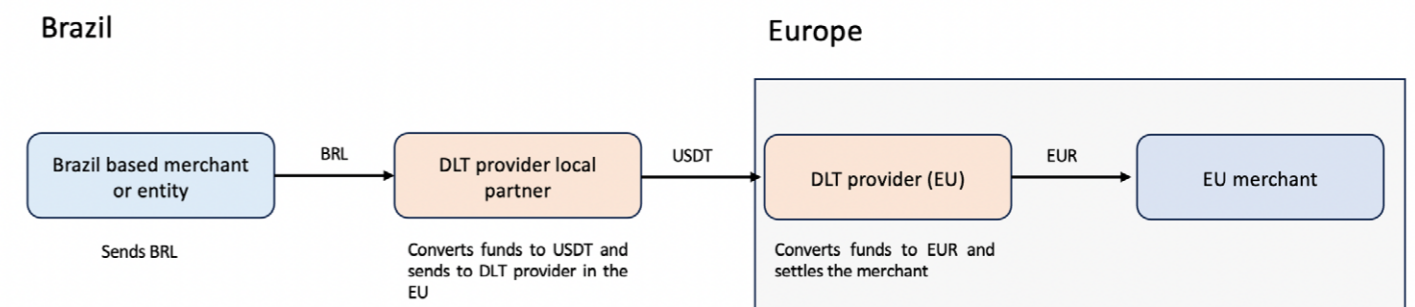 Brazil
Europe
Brazil based merchant
or entity
BRL
DLT provider local
partner
USDT
DLT provider (EU)
EUR
EU merchant
Sends BRL
Converts funds to USDT and
sends to DLT provider in the
EU
Converts funds to EUR and
settles the merchant